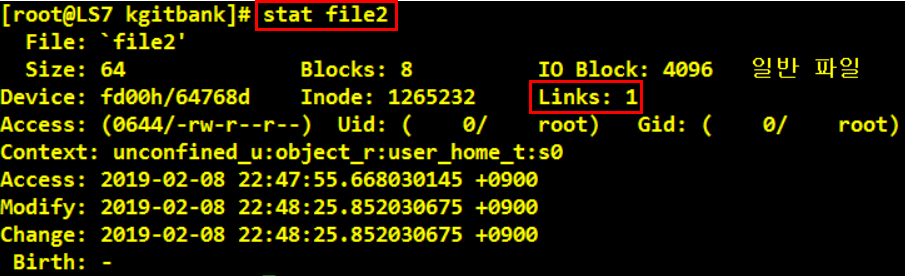 [root@LS7 kgitbank]# stat file2
File: `file2'
Size: 64 Blocks: 8 IO Block: 4096 일반 파일
Device: fd00h/64768d Inode: 1265232 Links: 1
Access: (0644/-rw-r--r--) Uid: ( 0/ root) Gid: ( 0/ root)
Context: unconfined_u:object_r:user_home_t:s0
Access: 2019-02-08 22:47:55.668030145 +0900
Modify: 2019-02-08 22:48:25.852030675 +0900
Change: 2019-02-08 22:48:25.852030675 +0900
Birth: -